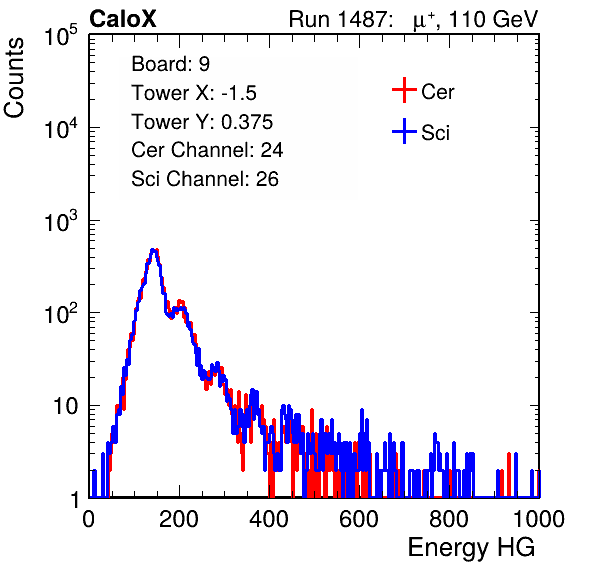 CaloX Run 1487: μ⁺, 110 GeV
Counts
10⁵
10⁴
10³
10²
10
1
Board: 9
Tower X: -1.5
Tower Y: 0.375
Cer Channel: 24
Sci Channel: 26
Cer
Sci
0 200 400 600 800 1000
Energy HG